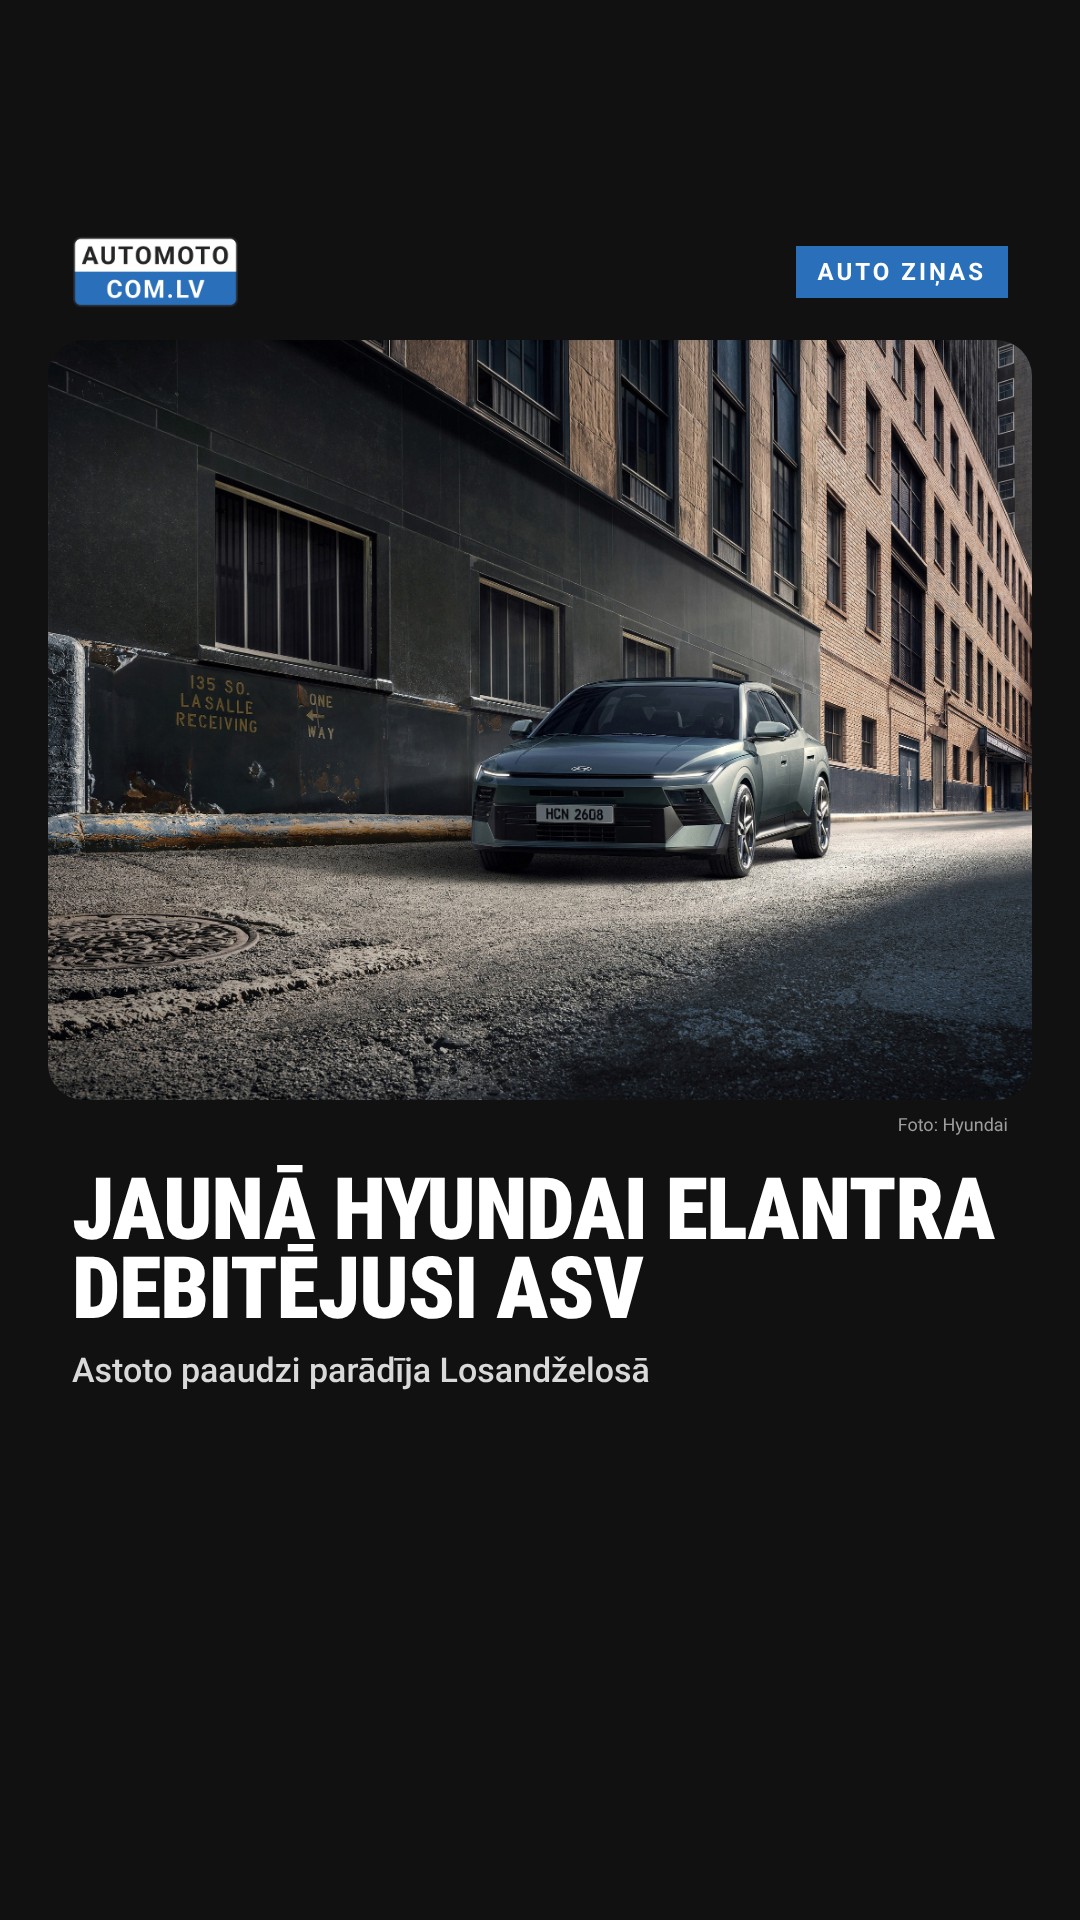 AUTOMOTO
COM.LV
AUTO ZIŅAS
135 SO.
LASALLE
RECEIVING
ONE
WAY
HCN 2608
Foto: Hyundai
JAUNĀ HYUNDAI ELANTRA
DEBITĒJUSI ASV
Astoto paaudzi parādīja Losandželosā